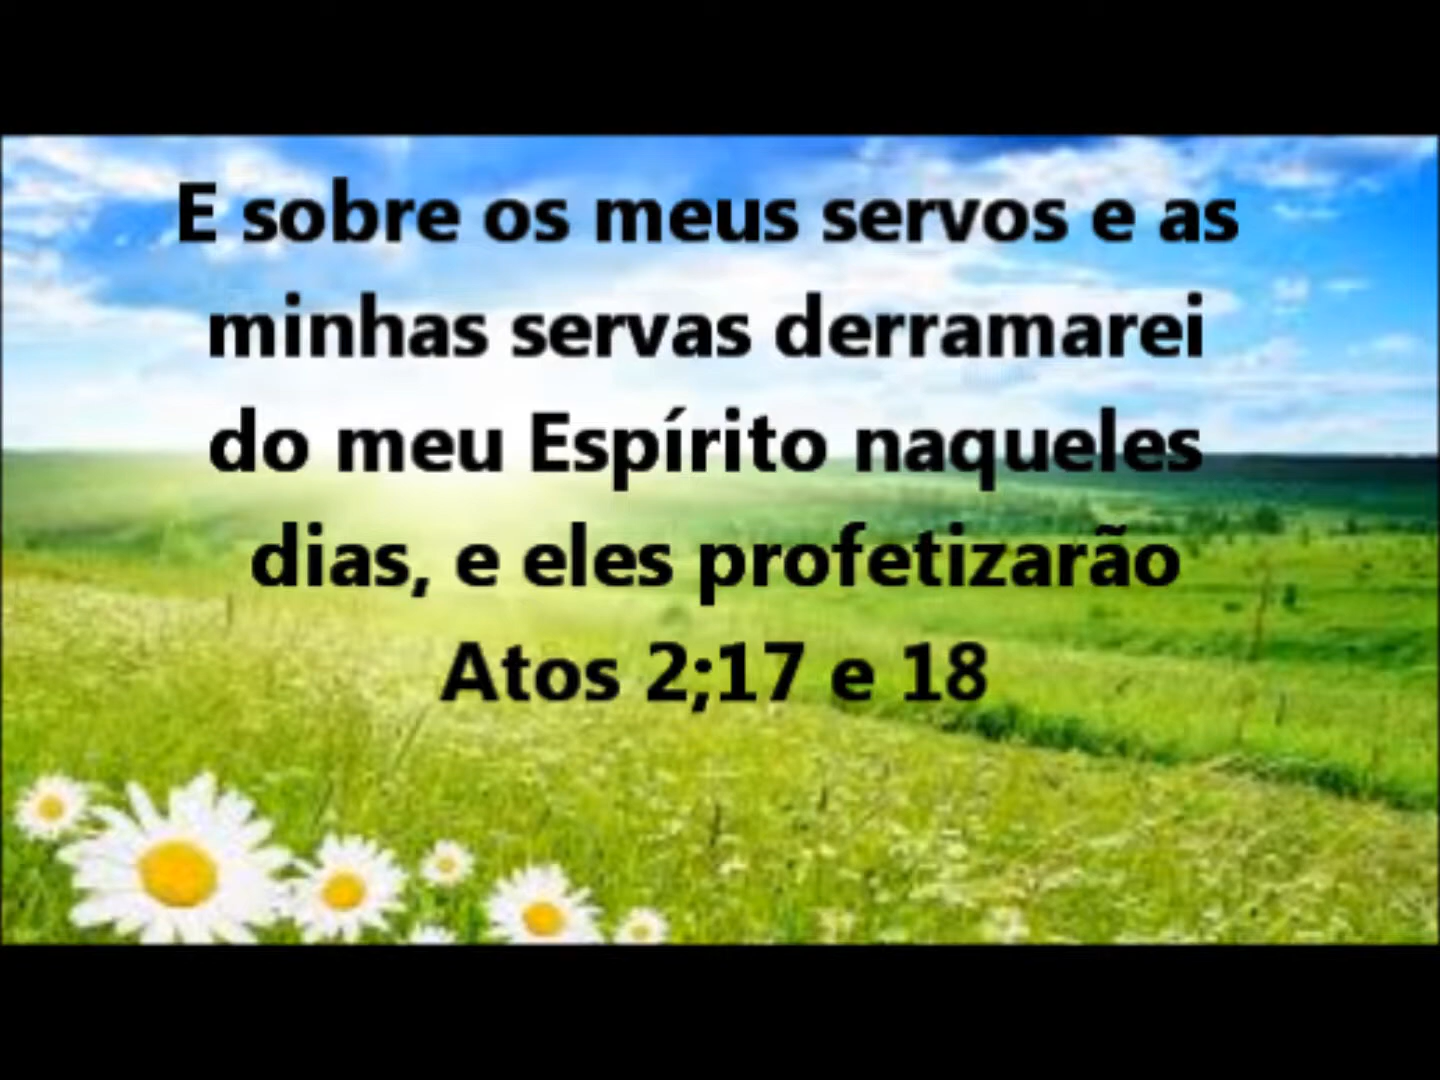 E sobre os meus servos e as
minhas servas derramarei
do meu Espírito naqueles
dias, e eles profetizarão
Atos 2;17 e 18